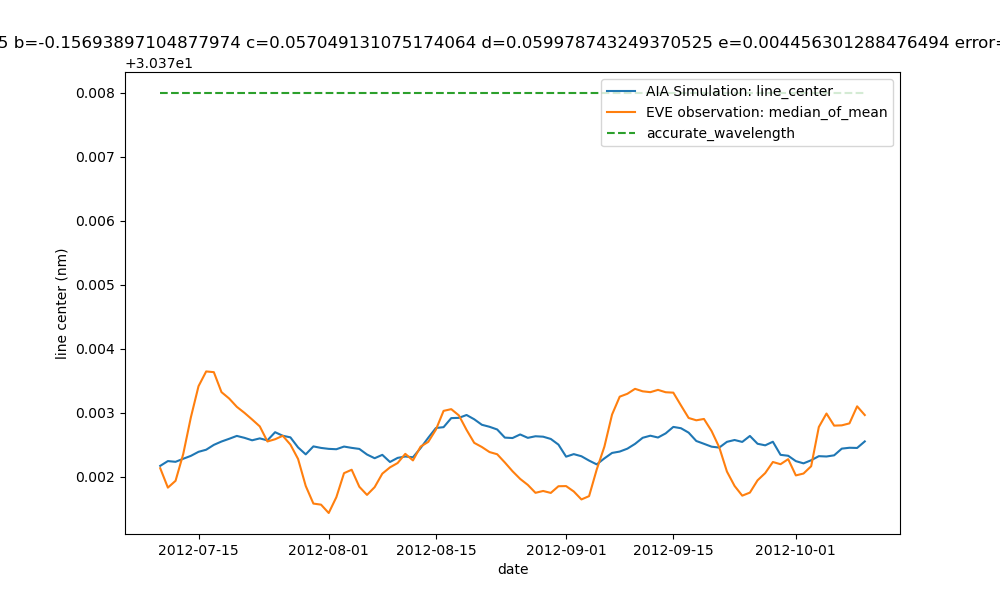 5 b=-0.15693897104877974 c=0.057049131075174064 d=0.059978743249370525 e=0.004456301288476494 error=
+3.037e1
0.008
0.007
0.006
0.005
0.004
0.003
0.002
line center (nm)
AIA Simulation: line_center
EVE observation: median_of_mean
accurate_wavelength
2012-07-15 2012-08-01 2012-08-15 2012-09-01 2012-09-15 2012-10-01
date